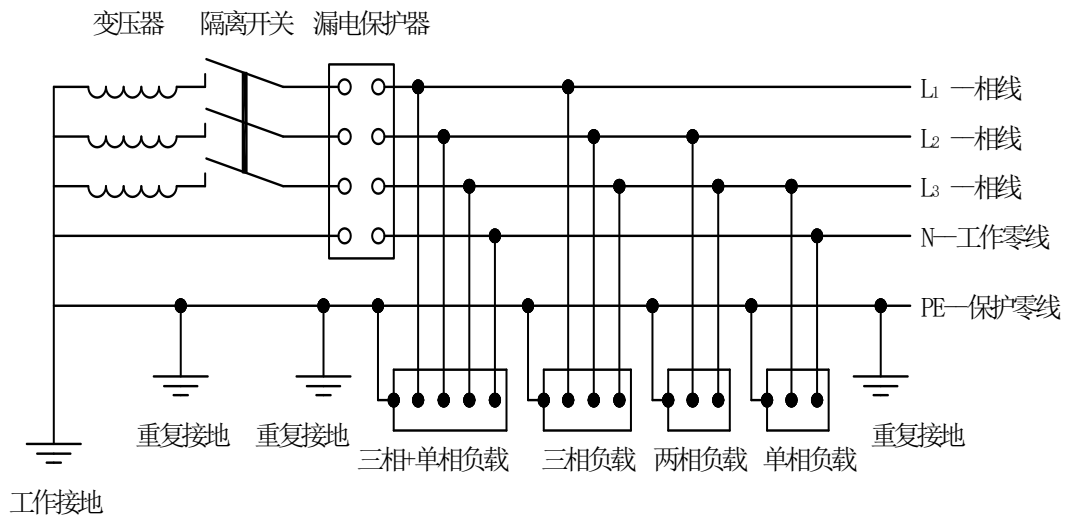 变压器 隔离开关 漏电保护器
L₁ —相线
L₂ —相线
L₃ —相线
N—工作零线
PE—保护零线
重复接地 重复接地 重复接地
三相+单相负载 三相负载 两相负载 单相负载
工作接地